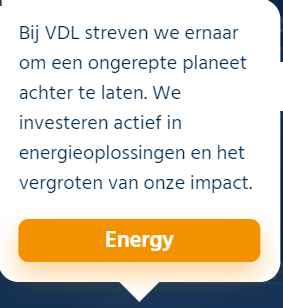 Bij VDL streven we ernaar
om een ongerepte planeet
achter te laten. We
investeren actief in
energieoplossingen en het
vergroten van onze impact.
Energy